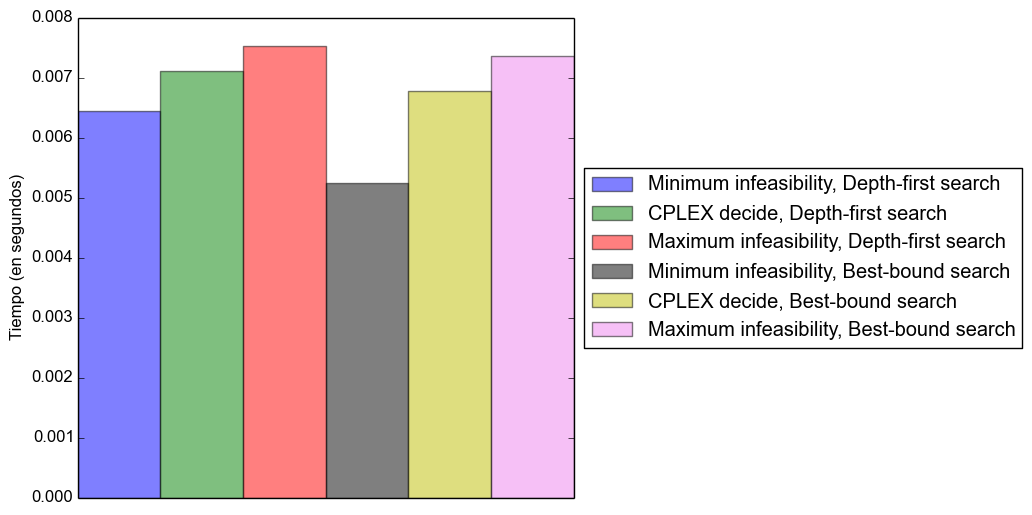 0.008
0.007
0.006
0.005
0.004
0.003
0.002
0.001
0.000
Tiempo (en segundos)
Minimum infeasibility, Depth-first search
CPLEX decide, Depth-first search
Maximum infeasibility, Depth-first search
Minimum infeasibility, Best-bound search
CPLEX decide, Best-bound search
Maximum infeasibility, Best-bound search